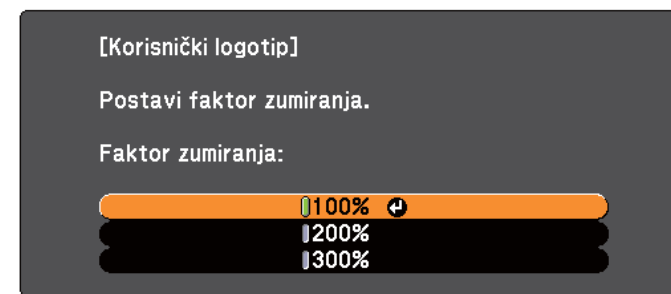 [Korisnički logotip]
Postavi faktor zumiranja.
Faktor zumiranja:
100%
200%
300%